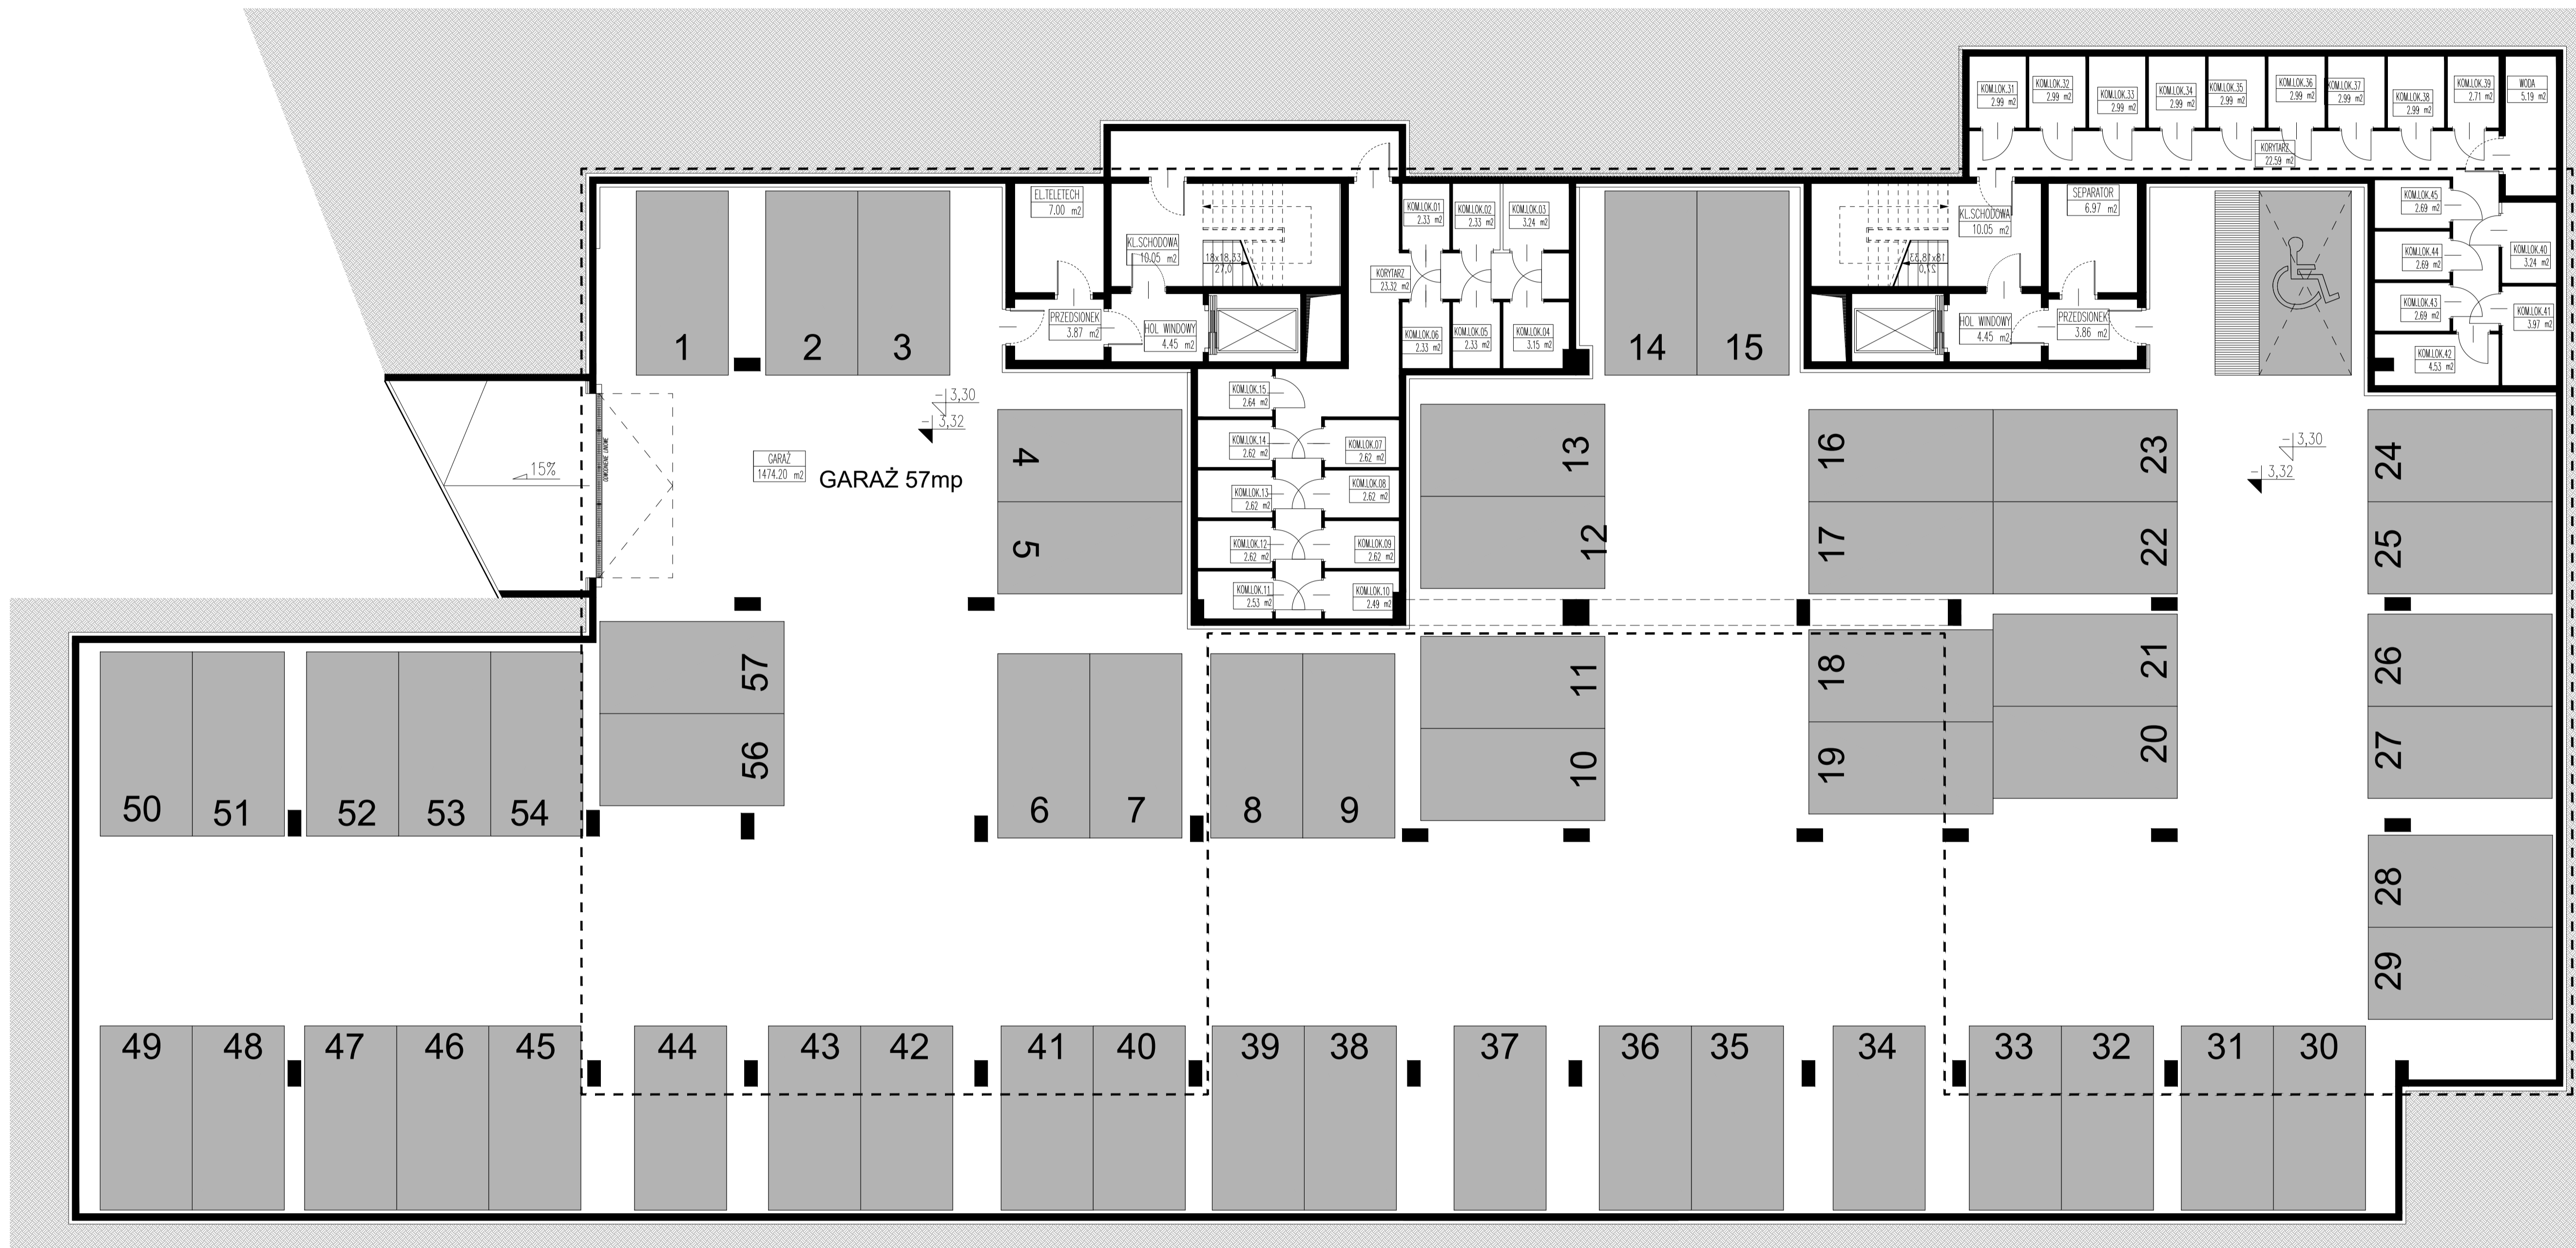 KOM.LOK.31
2.99 m2
KOM.LOK.32
2.99 m2
KOM.LOK.33
2.99 m2
KOM.LOK.34
2.99 m2
KOM.LOK.35
2.99 m2
KOM.LOK.36
2.99 m2
KOM.LOK.37
2.99 m2
KOM.LOK.38
2.99 m2
KOM.LOK.39
2.71 m2
WODA
5.19 m2
KORYTARZ
22.59 m2
EL.TELETECH
7.00 m2
KL.SCHODOWA
10.05 m2
18x18,33
27,0
PRZEDSIONEK
3.87 m2
HOL WINDOWY
4.45 m2
KOM.LOK.01
2.33 m2
KOM.LOK.02
2.33 m2
KOM.LOK.03
3.24 m2
KORYTARZ
23.32 m2
KOM.LOK.06
2.33 m2
KOM.LOK.05
2.33 m2
KOM.LOK.04
3.15 m2
KL.SCHODOWA
10.05 m2
18x18,33
27,0
SEPARATOR
6.97 m2
HOL WINDOWY
4.45 m2
PRZEDSIONEK
3.86 m2
KOM.LOK.45
2.69 m2
KOM.LOK.44
2.69 m2
KOM.LOK.40
3.24 m2
KOM.LOK.43
2.69 m2
KOM.LOK.41
3.97 m2
KOM.LOK.42
4.53 m2
1
2
3
14
15
-3,30
-3,32
KOM.LOK.15
2.64 m2
KOM.LOK.14
2.62 m2
KOM.LOK.07
2.62 m2
KOM.LOK.13
2.62 m2
KOM.LOK.08
2.62 m2
KOM.LOK.12
2.62 m2
KOM.LOK.09
2.62 m2
KOM.LOK.11
2.53 m2
KOM.LOK.10
2.49 m2
15%
ODWODNIENIE LINIOWE
GARAŻ
1474.20 m2
GARAŻ 57mp
4
5
13
12
16
17
23
22
-3,30
-3,32
24
25
57
56
11
10
18
19
21
20
26
27
50
51
52
53
54
6
7
8
9
28
29
49
48
47
46
45
44
43
42
41
40
39
38
37
36
35
34
33
32
31
30